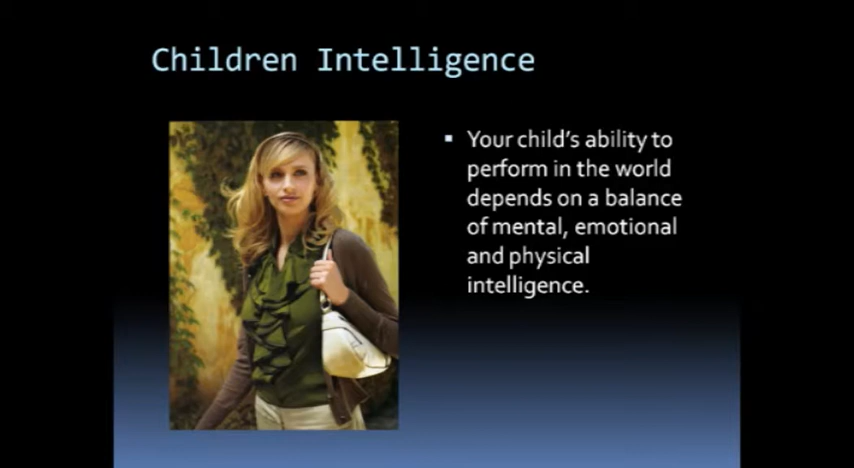 Children Intelligence
Your child's ability to
perform in the world
depends on a balance
of mental, emotional
and physical
intelligence.